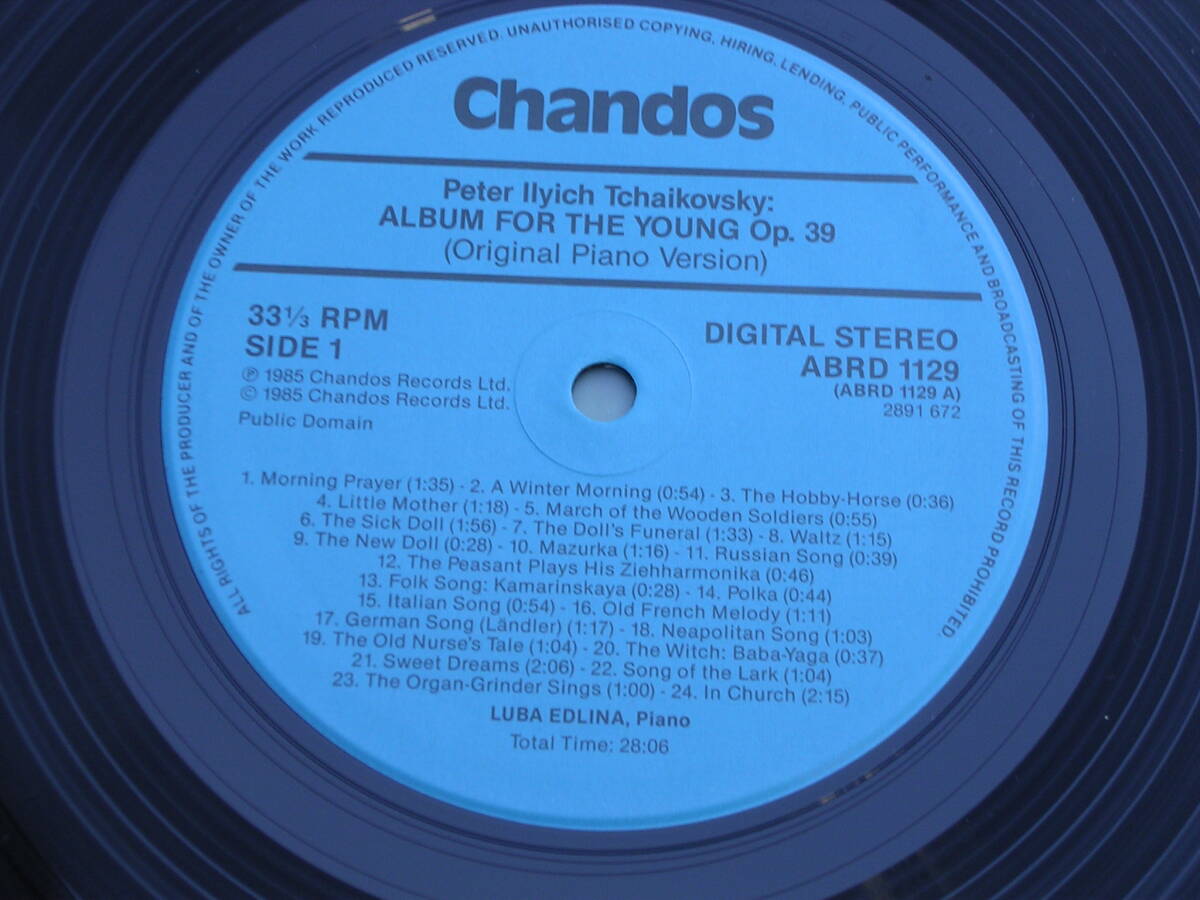 ALL RIGHTS OF THE PRODUCER AND OF THE OWNER OF THE WORK REPRODUCED RESERVED. UNAUTHORISED COPYING, HIRING, LENDING, PUBLIC PERFORMANCE AND BROADCASTING OF THIS RECORD PROHIBITED.
Chandos
Peter Ilyich Tchaikovsky:
ALBUM FOR THE YOUNG Op. 39
(Original Piano Version)
33⅓ RPM
SIDE 1
℗ 1985 Chandos Records Ltd.
© 1985 Chandos Records Ltd.
Public Domain
DIGITAL STEREO
ABRD 1129
(ABRD 1129 A)
2891 672
1. Morning Prayer (1:35) - 2. A Winter Morning (0:54) - 3. The Hobby-Horse (0:36)
4. Little Mother (1:18) - 5. March of the Wooden Soldiers (0:55)
6. The Sick Doll (1:56) - 7. The Doll's Funeral (1:33) - 8. Waltz (1:15)
9. The New Doll (0:28) - 10. Mazurka (1:16) - 11. Russian Song (0:39)
12. The Peasant Plays His Ziehharmonika (0:46)
13. Folk Song: Kamarinskaya (0:28) - 14. Polka (0:44)
15. Italian Song (0:54) - 16. Old French Melody (1:11)
17. German Song (Ländler) (1:17) - 18. Neapolitan Song (1:03)
19. The Old Nurse's Tale (1:04) - 20. The Witch: Baba-Yaga (0:37)
21. Sweet Dreams (2:06) - 22. Song of the Lark (1:04)
23. The Organ-Grinder Sings (1:00) - 24. In Church (2:15)
LUBA EDLINA, Piano
Total Time: 28:06